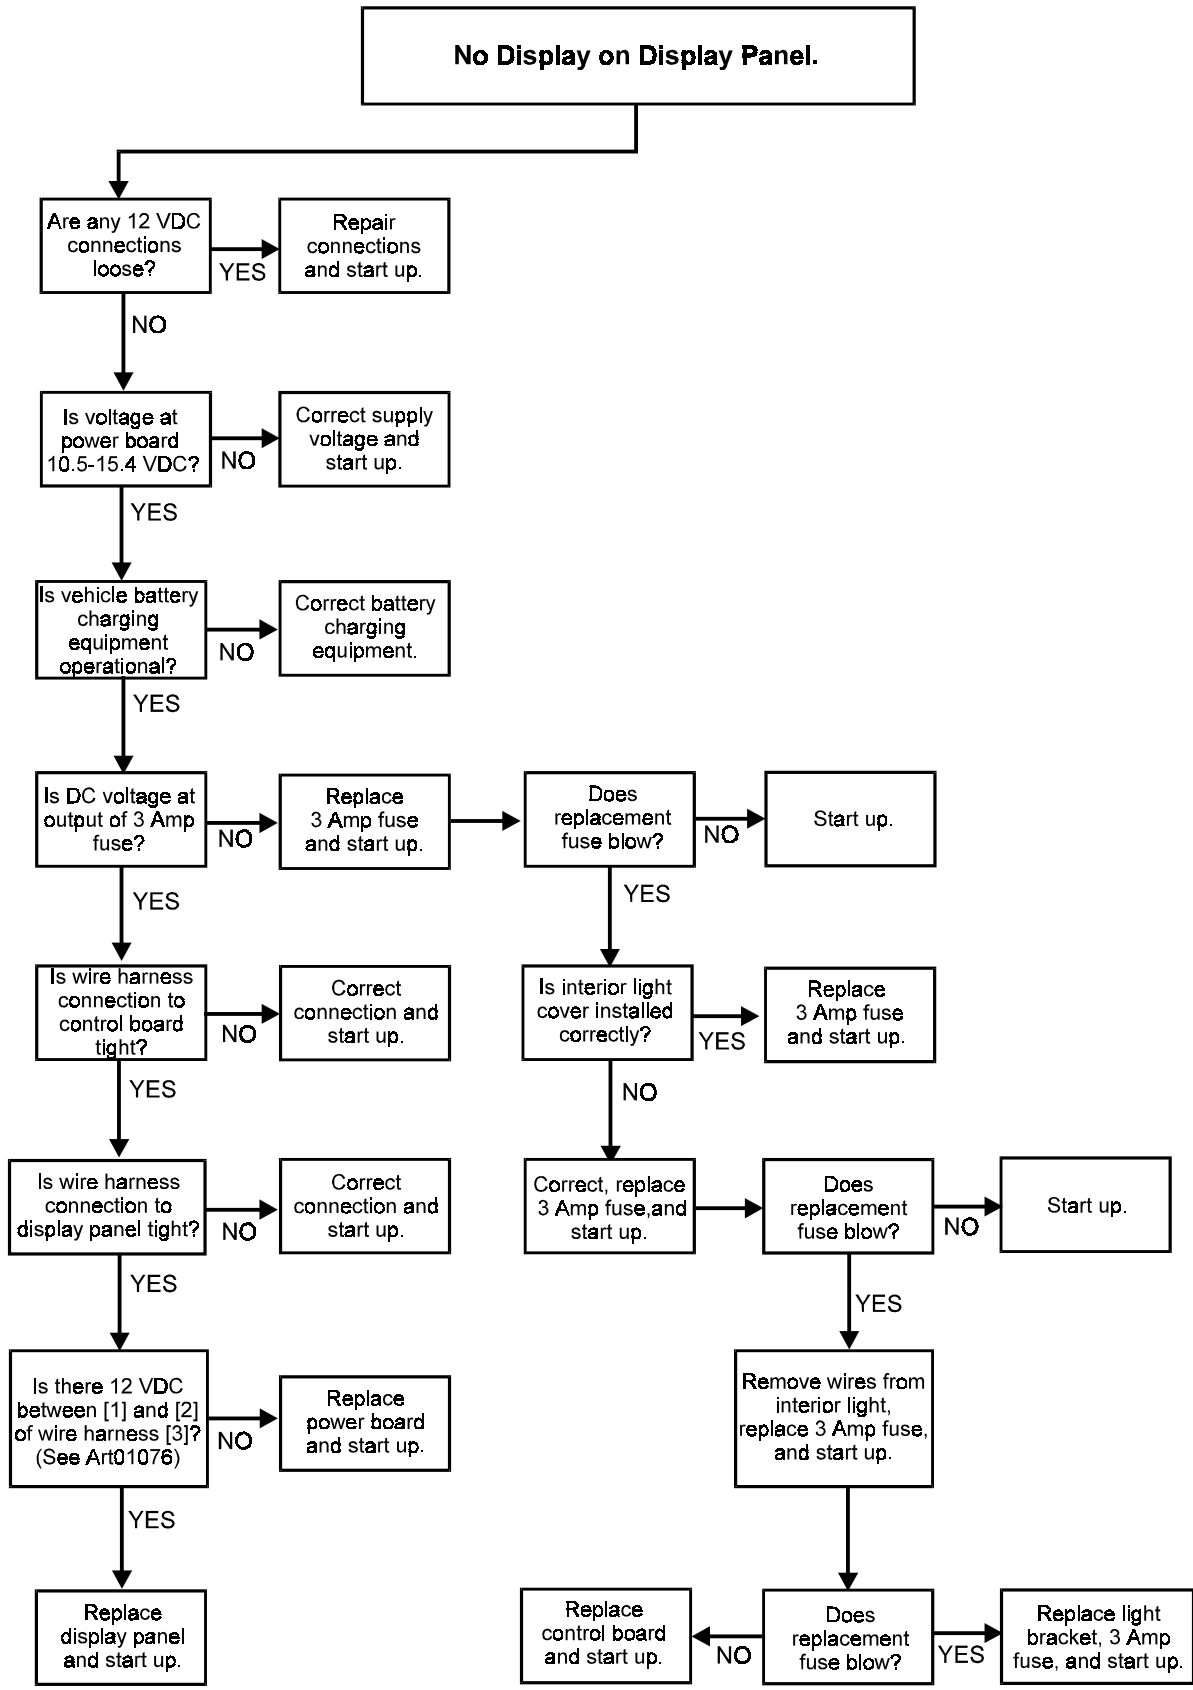 No Display on Display Panel.
Are any 12 VDC
connections
loose?
YES
Repair
connections
and start up.
NO
Is voltage at
power board
10.5-15.4 VDC?
NO
Correct supply
voltage and
start up.
YES
Is vehicle battery
charging
equipment
operational?
NO
Correct battery
charging
equipment.
YES
Is DC voltage at
output of 3 Amp
fuse?
NO
Replace
3 Amp fuse
and start up.
Does
replacement
fuse blow?
NO
Start up.
YES
YES
Is wire harness
connection to
control board
tight?
NO
Correct
connection and
start up.
Is interior light
cover installed
correctly?
YES
Replace
3 Amp fuse
and start up.
YES
NO
Is wire harness
connection to
display panel tight?
NO
Correct
connection and
start up.
Correct, replace
3 Amp fuse,and
start up.
Does
replacement
fuse blow?
NO
Start up.
YES
YES
Is there 12 VDC
between [1] and [2]
of wire harness [3]?
(See Art01076)
NO
Replace
power board
and start up.
Remove wires from
interior light,
replace 3 Amp fuse,
and start up.
YES
Replace
display panel
and start up.
Replace
control board
and start up.
NO
Does
replacement
fuse blow?
YES
Replace light
bracket, 3 Amp
fuse, and start up.